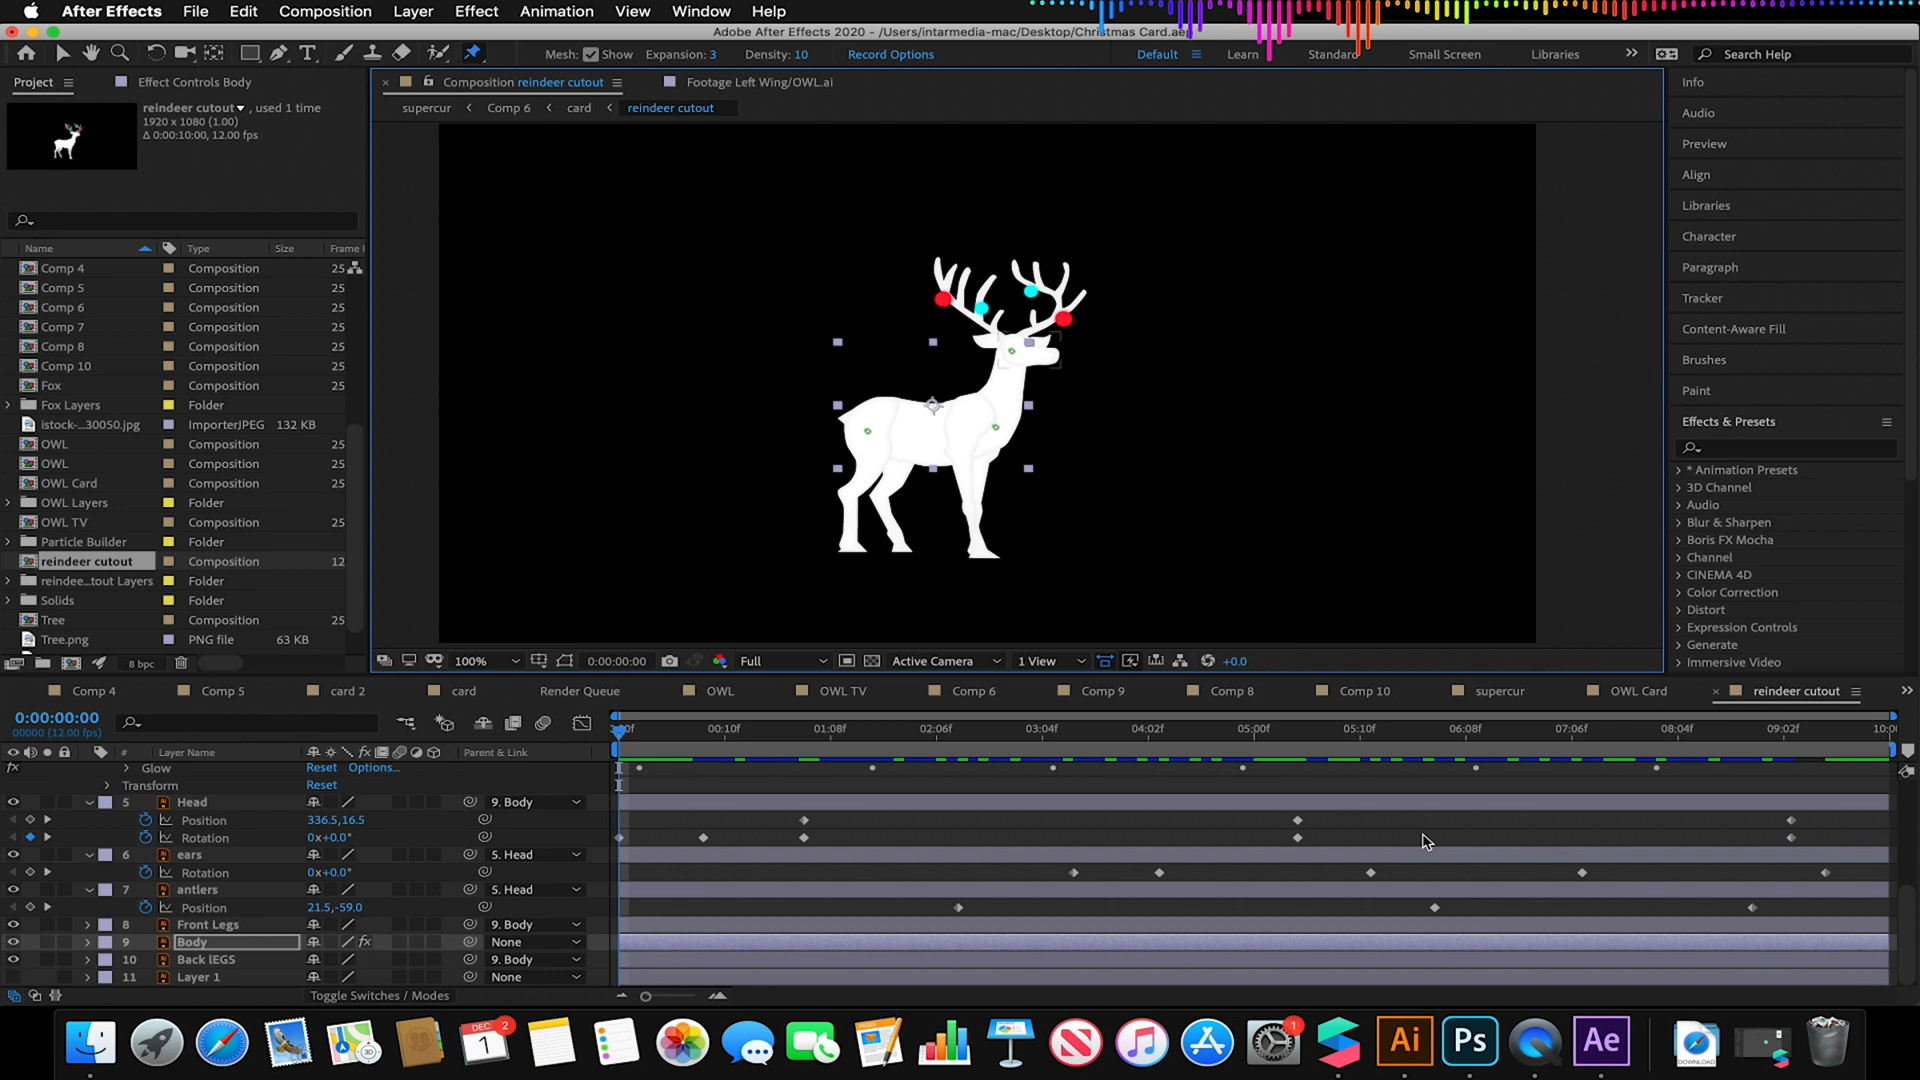 After Effects File Edit Composition Layer Effect Animation View Window Help
Adobe After Effects 2020 - /Users/intarmedia-mac/Desktop/Christmas Card.aep
Mesh: Show Expansion: 3 Density: 10 Record Options Default Learn Standard Small Screen Libraries Search Help
Project Effect Controls Body
Composition reindeer cutout Footage Left Wing/OWL.ai
supercur Comp 6 card reindeer cutout
reindeer cutout , used 1 time
1920 x 1080 (1.00)
Δ 0:00:10:00, 12.00 fps
Name Type Size Frame
Comp 4 Composition 25
Comp 5 Composition 25
Comp 6 Composition 25
Comp 7 Composition 25
Comp 8 Composition 25
Comp 10 Composition 25
Fox Composition 25
Fox Layers Folder
istock-...30050.jpg ImporterJPEG 132 KB
OWL Composition 25
OWL Composition 25
OWL Card Composition 25
OWL Layers Folder
OWL TV Composition 25
Particle Builder Folder
reindeer cutout Composition 12
reindee...tout Layers Folder
Solids Folder
Tree Composition 25
Tree.png PNG file 63 KB
8 bpc
100% 0:00:00:00 Full Active Camera 1 View +0.0
Info
Audio
Preview
Align
Libraries
Character
Paragraph
Tracker
Content-Aware Fill
Brushes
Paint
Effects & Presets
* Animation Presets
3D Channel
Audio
Blur & Sharpen
Boris FX Mocha
Channel
CINEMA 4D
Color Correction
Distort
Expression Controls
Generate
Immersive Video
Comp 4 Comp 5 card 2 card Render Queue OWL OWL TV Comp 6 Comp 9 Comp 8 Comp 10 supercur OWL Card reindeer cutout
0:00:00:00
00000 (12.00 fps)
00:10f 01:08f 02:06f 03:04f 04:02f 05:00f 05:10f 06:08f 07:06f 08:04f 09:02f
# Layer Name fx Parent & Link
fx Glow Reset Options...
Transform Reset
5 Head 9. Body
Position 336.5,16.5
Rotation 0x+0.0°
6 ears 5. Head
Rotation 0x+0.0°
7 antlers 5. Head
Position 21.5,-59.0
8 Front Legs 9. Body
9 Body fx None
10 Back lEGS 9. Body
11 Layer 1 None
Toggle Switches / Modes
DEC 2
1
1
Ai Ps Ae
DOWNLOAD